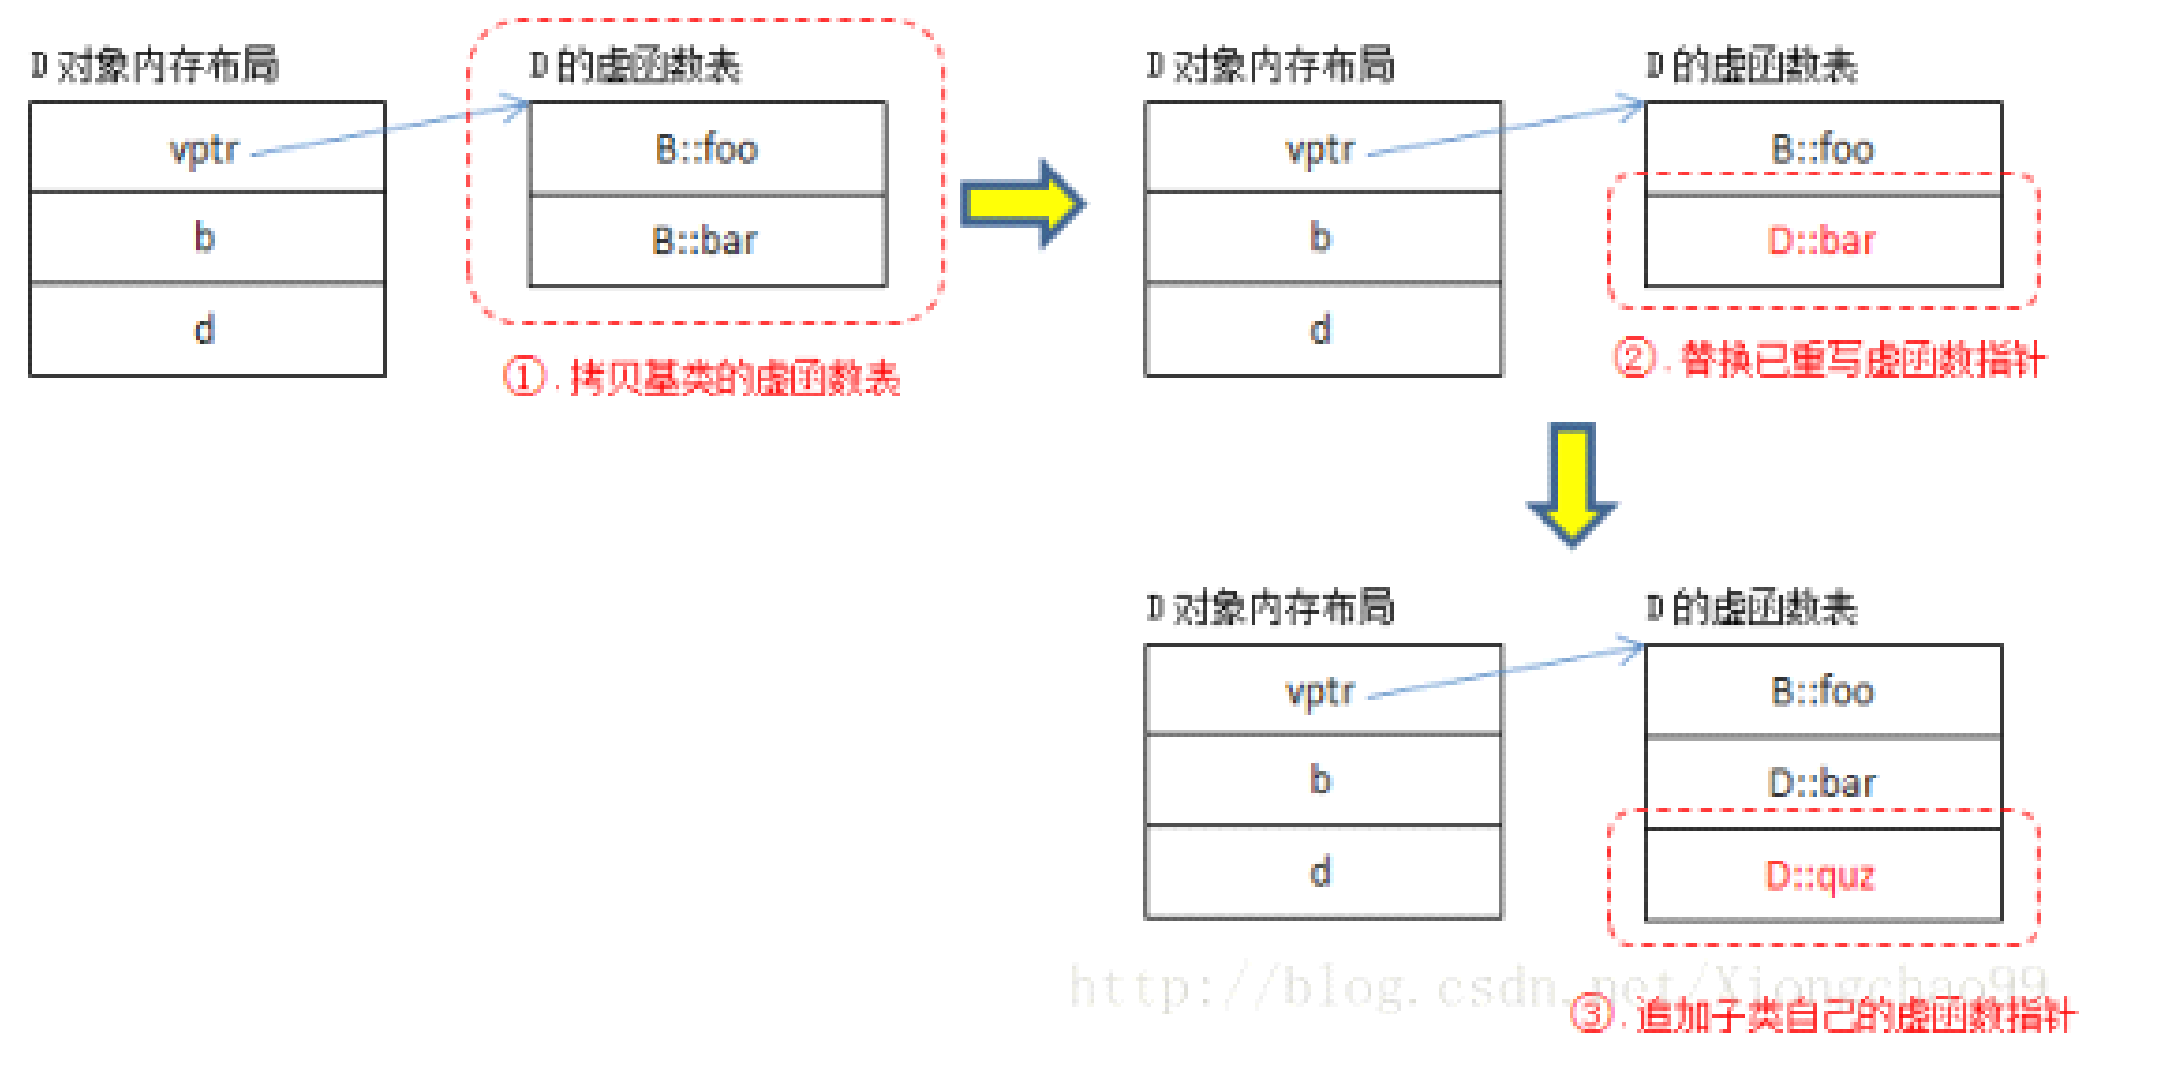 D 对象内存布局
D 的虚函数表
vptr
b
d
B::foo
B::bar
①. 拷贝基类的虚函数表
D 对象内存布局
D 的虚函数表
vptr
b
d
B::foo
D::bar
②. 替换已重写虚函数指针
D 对象内存布局
D 的虚函数表
vptr
b
d
B::foo
D::bar
D::quz
http://blog.csdn.net/Xiongchao99
③. 追加子类自己的虚函数指针